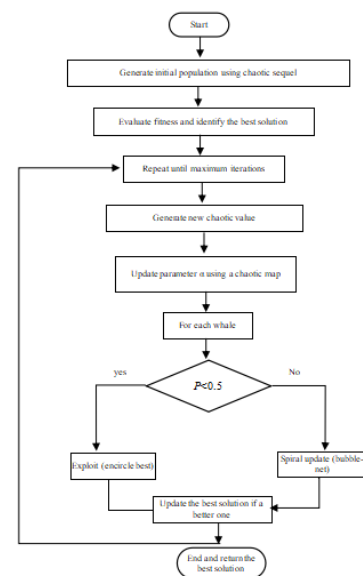 Start
Generate initial population using chaotic sequel
Evaluate fitness and identify the best solution
Repeat until maximum iterations
Generate new chaotic value
Update parameter α using a chaotic map
For each whale
yes
No
P<0.5
Exploit (encircle best)
Spiral update (bubble-
net)
Update the best solution if a
better one
End and return the
best solution